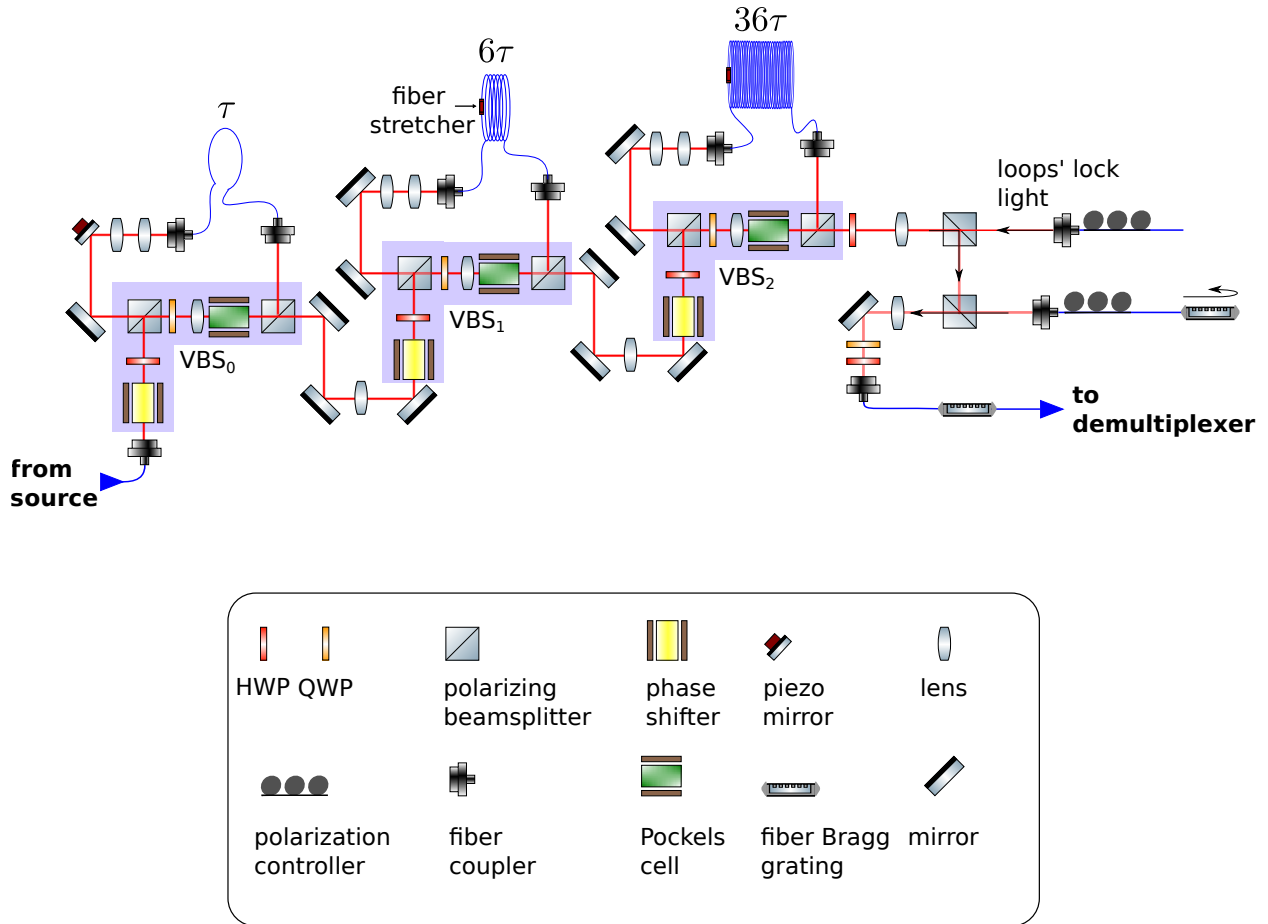 36τ
6τ
τ
fiber
stretcher
loops' lock
light
VBS₀
VBS₁
VBS₂
from
source
to
demultiplexer
HWP QWP
polarizing
beamsplitter
phase
shifter
piezo
mirror
lens
polarization
controller
fiber
coupler
Pockels
cell
fiber Bragg
grating
mirror